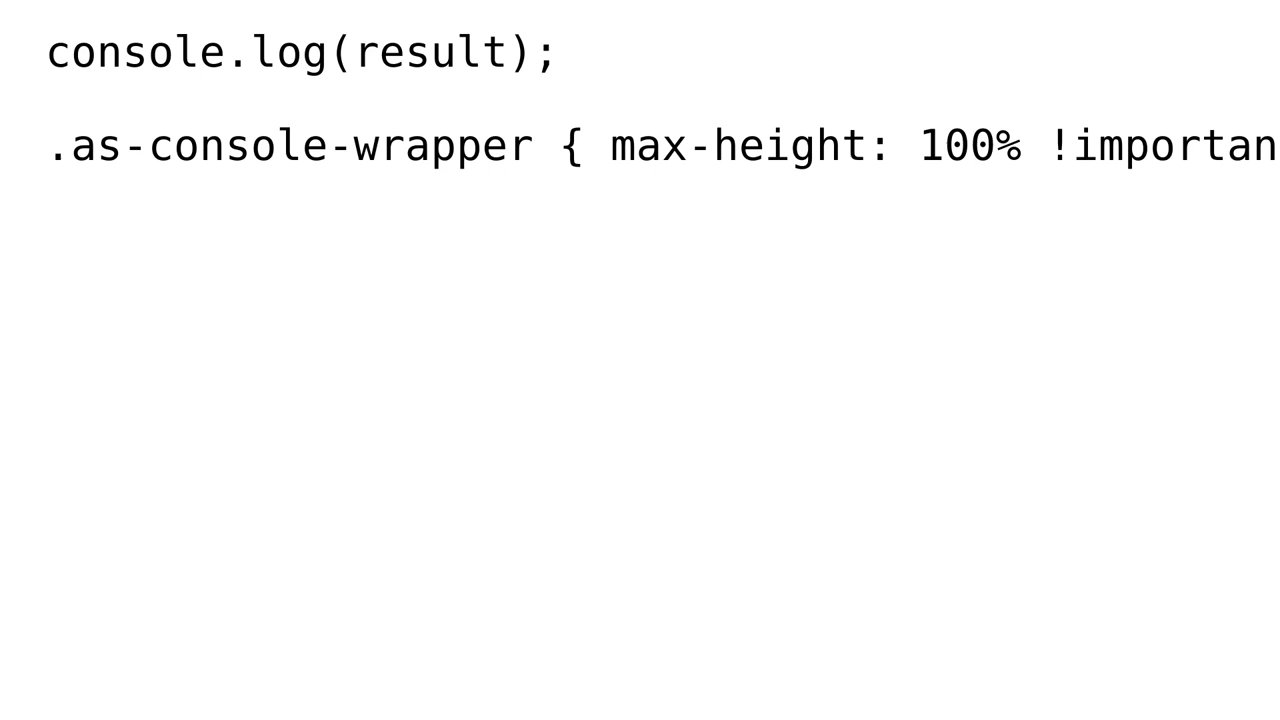 console.log(result);
.as-console-wrapper { max-height: 100% !importan